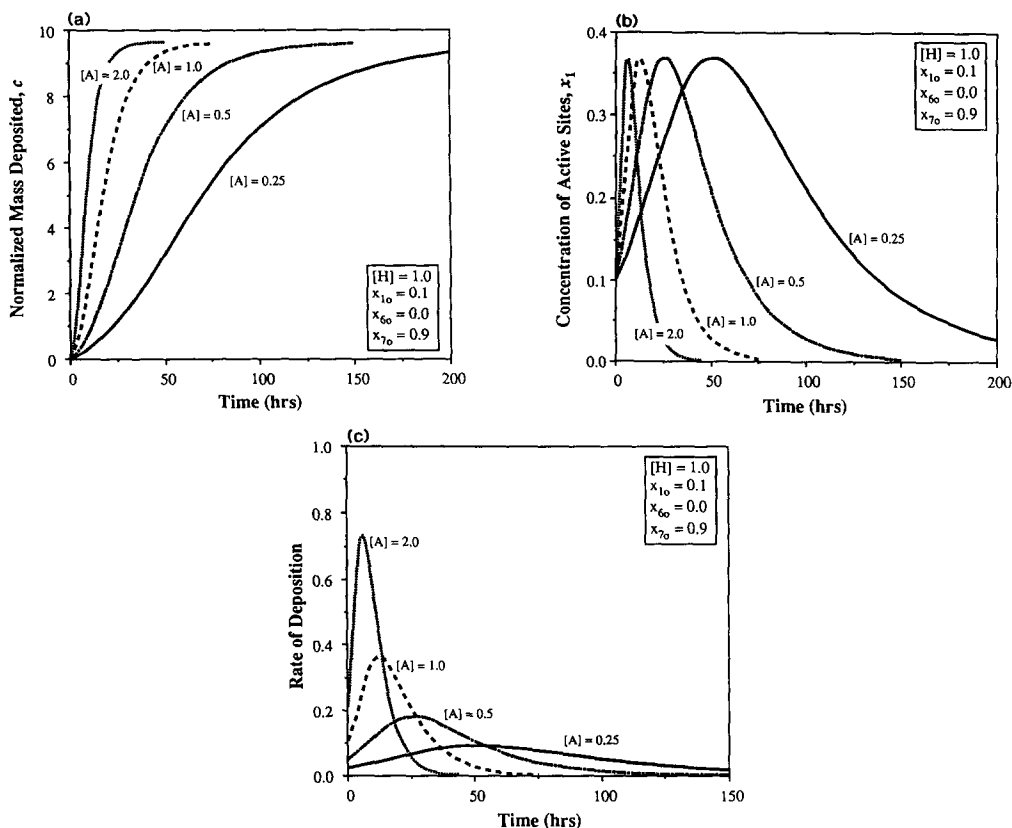 (a)
Normalized Mass Deposited, c
10
8
6
4
2
0
[A] = 2.0
[A] = 1.0
[A] = 0.5
[A] = 0.25
[H] = 1.0
x1o = 0.1
x6o = 0.0
x7o = 0.9
0 50 100 150 200
Time (hrs)
(b)
Concentration of Active Sites, x1
0.4
0.3
0.2
0.1
0.0
[H] = 1.0
x1o = 0.1
x6o = 0.0
x7o = 0.9
[A] = 0.25
[A] = 0.5
[A] = 1.0
[A] = 2.0
0 50 100 150 200
Time (hrs)
(c)
Rate of Deposition
1.0
0.8
0.6
0.4
0.2
0.0
[H] = 1.0
x1o = 0.1
x6o = 0.0
x7o = 0.9
[A] = 2.0
[A] = 1.0
[A] = 0.5
[A] = 0.25
0 50 100 150
Time (hrs)